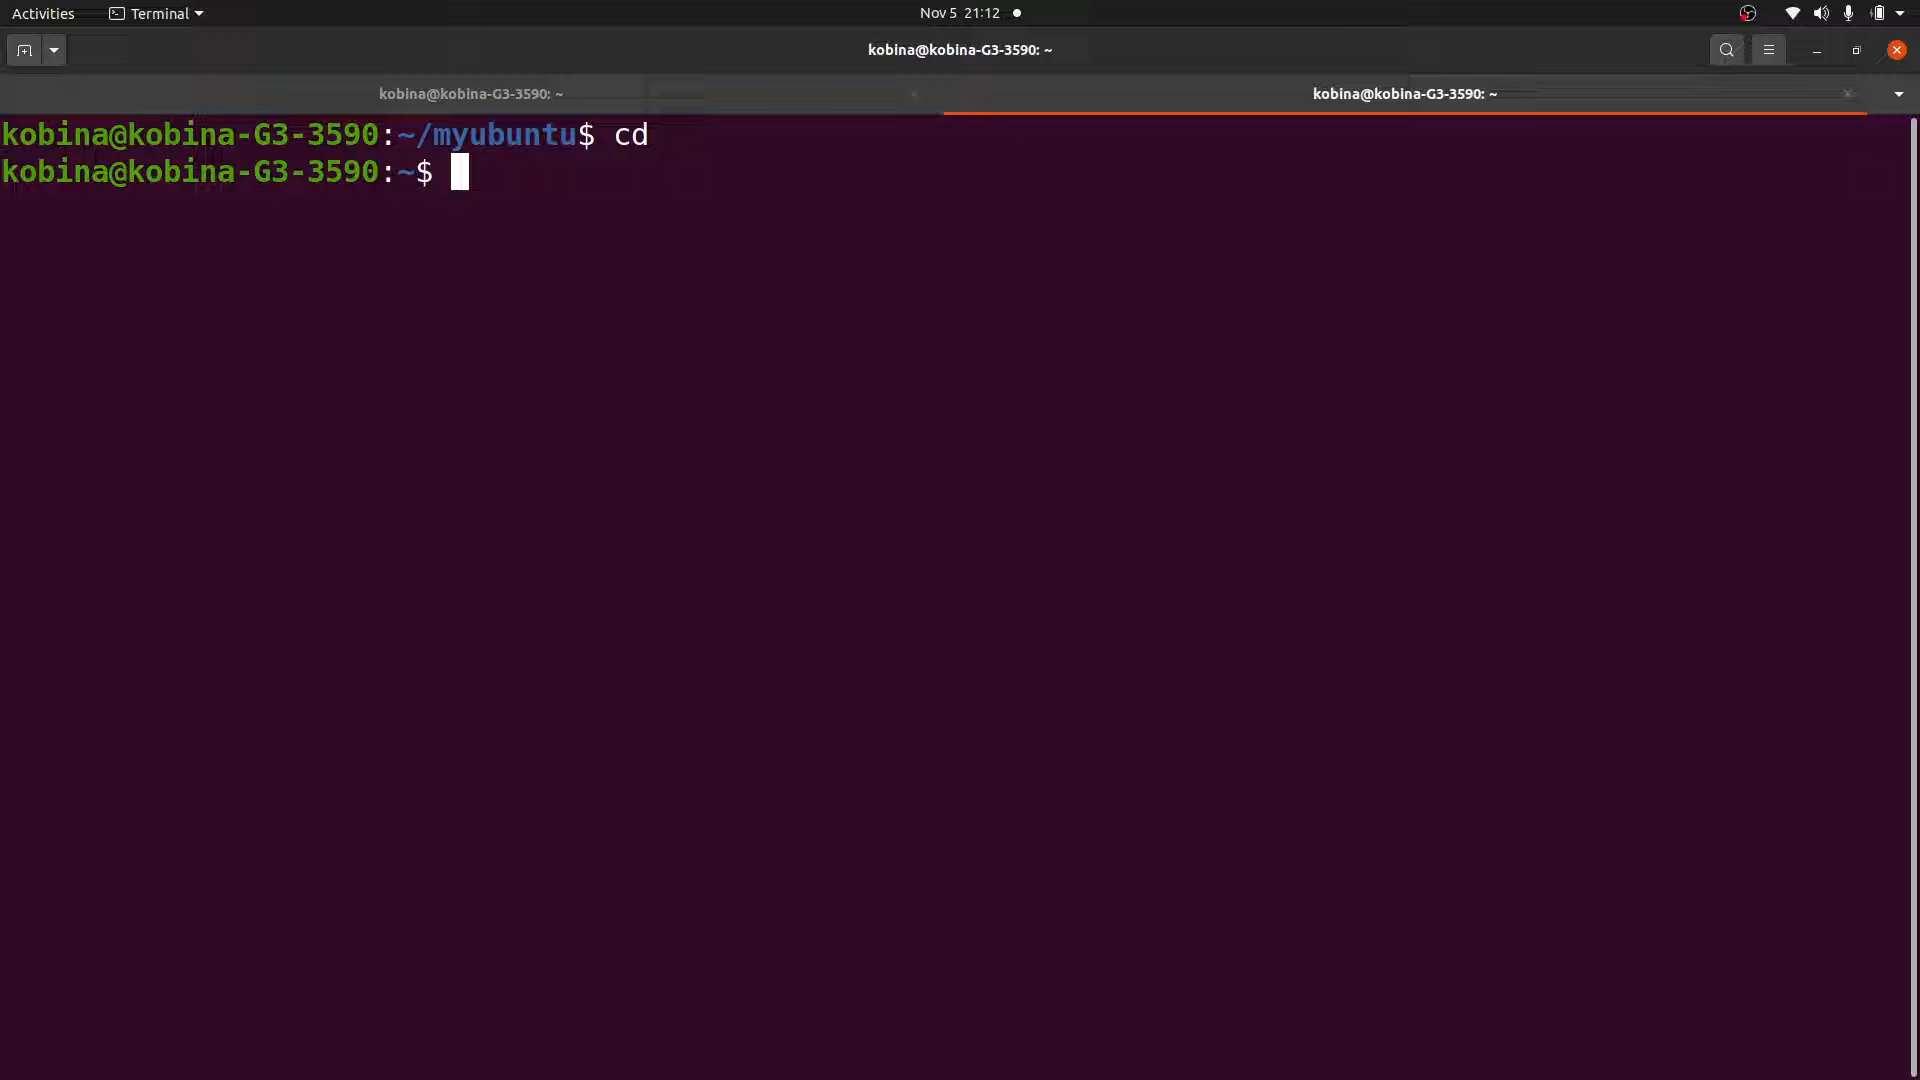 Activities Terminal Nov 5 21:12
kobina@kobina-G3-3590: ~
kobina@kobina-G3-3590: ~ kobina@kobina-G3-3590: ~
kobina@kobina-G3-3590:~/myubuntu$ cd
kobina@kobina-G3-3590:~$